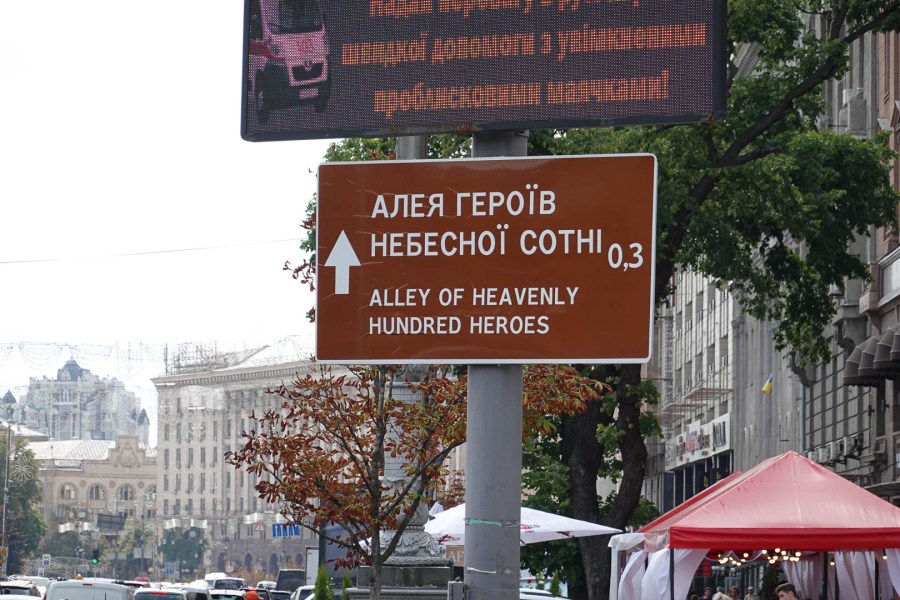 швидкої допомоги з увімкненими
проблисковими маячками!
АЛЕЯ ГЕРОЇВ
НЕБЕСНОЇ СОТНІ 0,3
ALLEY OF HEAVENLY
HUNDRED HEROES